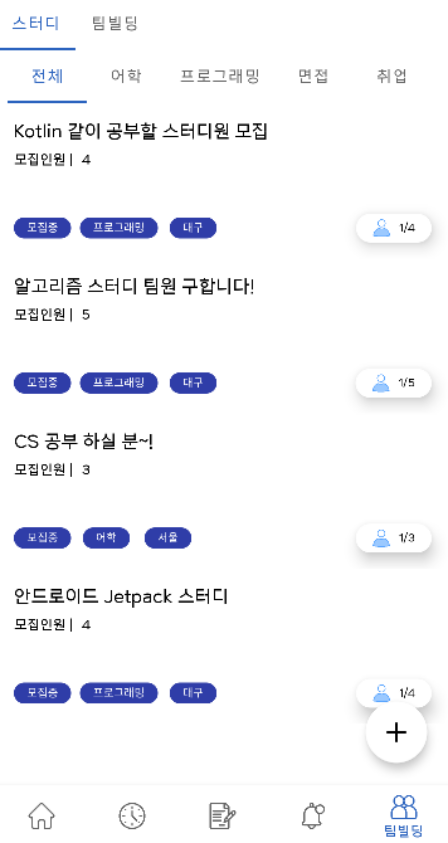 스터디 팀빌딩
전체 어학 프로그래밍 면접 취업
Kotlin 같이 공부할 스터디원 모집
모집인원 | 4
모집중 프로그래밍 대구 1/4
알고리즘 스터디 팀원 구합니다!
모집인원 | 5
모집중 프로그래밍 대구 1/5
CS 공부 하실 분~!
모집인원 | 3
모집중 어학 서울 1/3
안드로이드 Jetpack 스터디
모집인원 | 4
모집중 프로그래밍 대구 1/4
+
팀빌딩